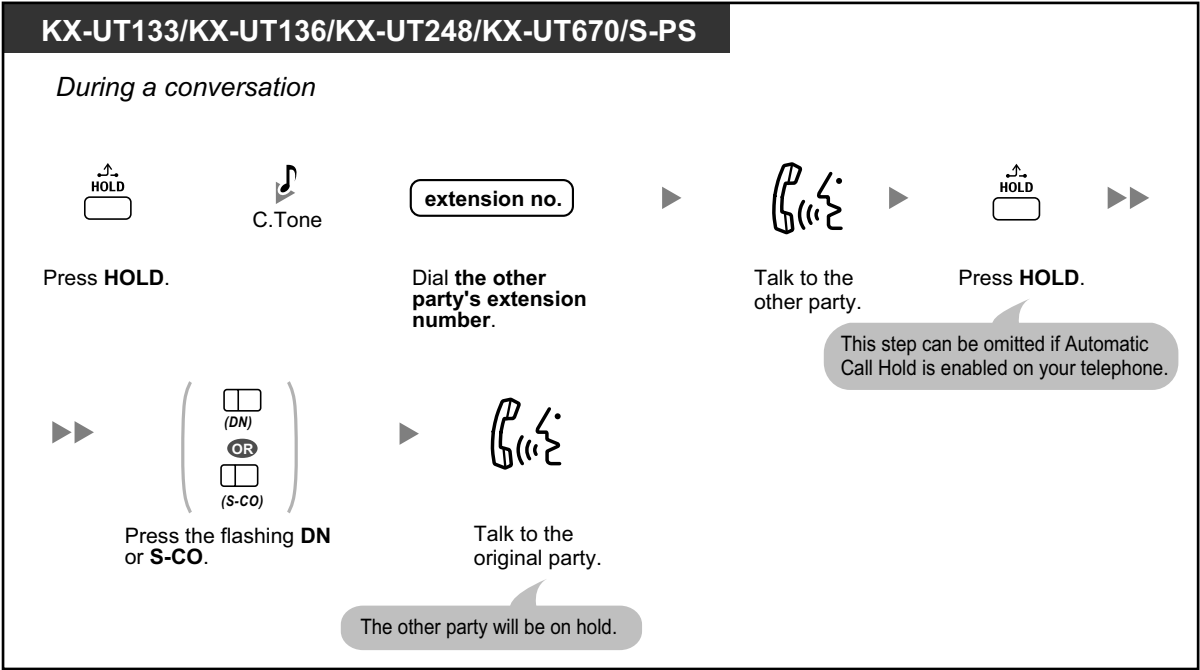 KX-UT133/KX-UT136/KX-UT248/KX-UT670/S-PS
During a conversation
HOLD
C.Tone
extension no.
HOLD
Press HOLD.
Dial the other
party's extension
number.
Talk to the
other party.
Press HOLD.
This step can be omitted if Automatic
Call Hold is enabled on your telephone.
(DN)
OR
(S-CO)
Press the flashing DN
or S-CO.
Talk to the
original party.
The other party will be on hold.